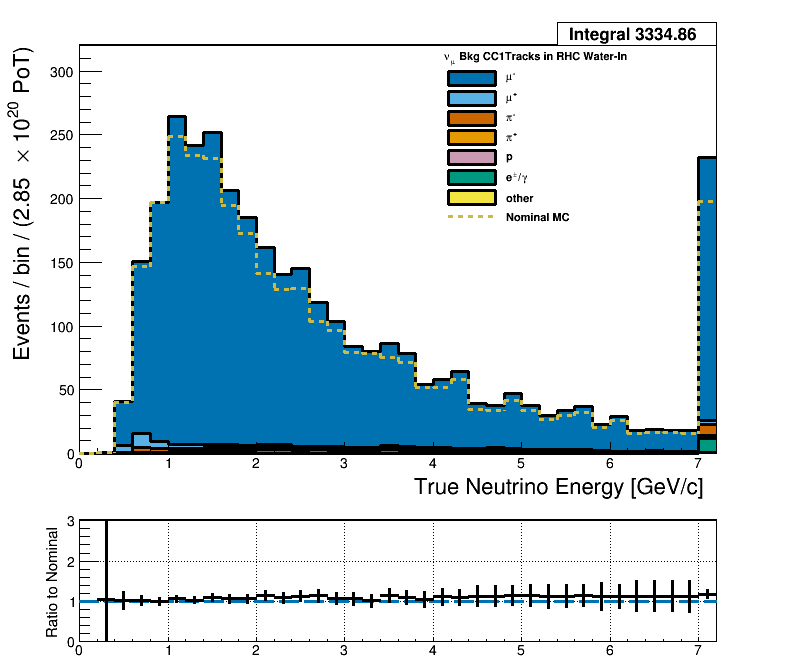 Integral 3334.86
ν_μ Bkg CC1Tracks in RHC Water-In
μ⁻
μ⁺
π⁻
π⁺
p
e^±/γ
other
Nominal MC
Events / bin / (2.85 × 10²⁰ PoT)
300
250
200
150
100
50
0
0 1 2 3 4 5 6 7
True Neutrino Energy [GeV/c]
Ratio to Nominal
3
2
1
0
0 1 2 3 4 5 6 7